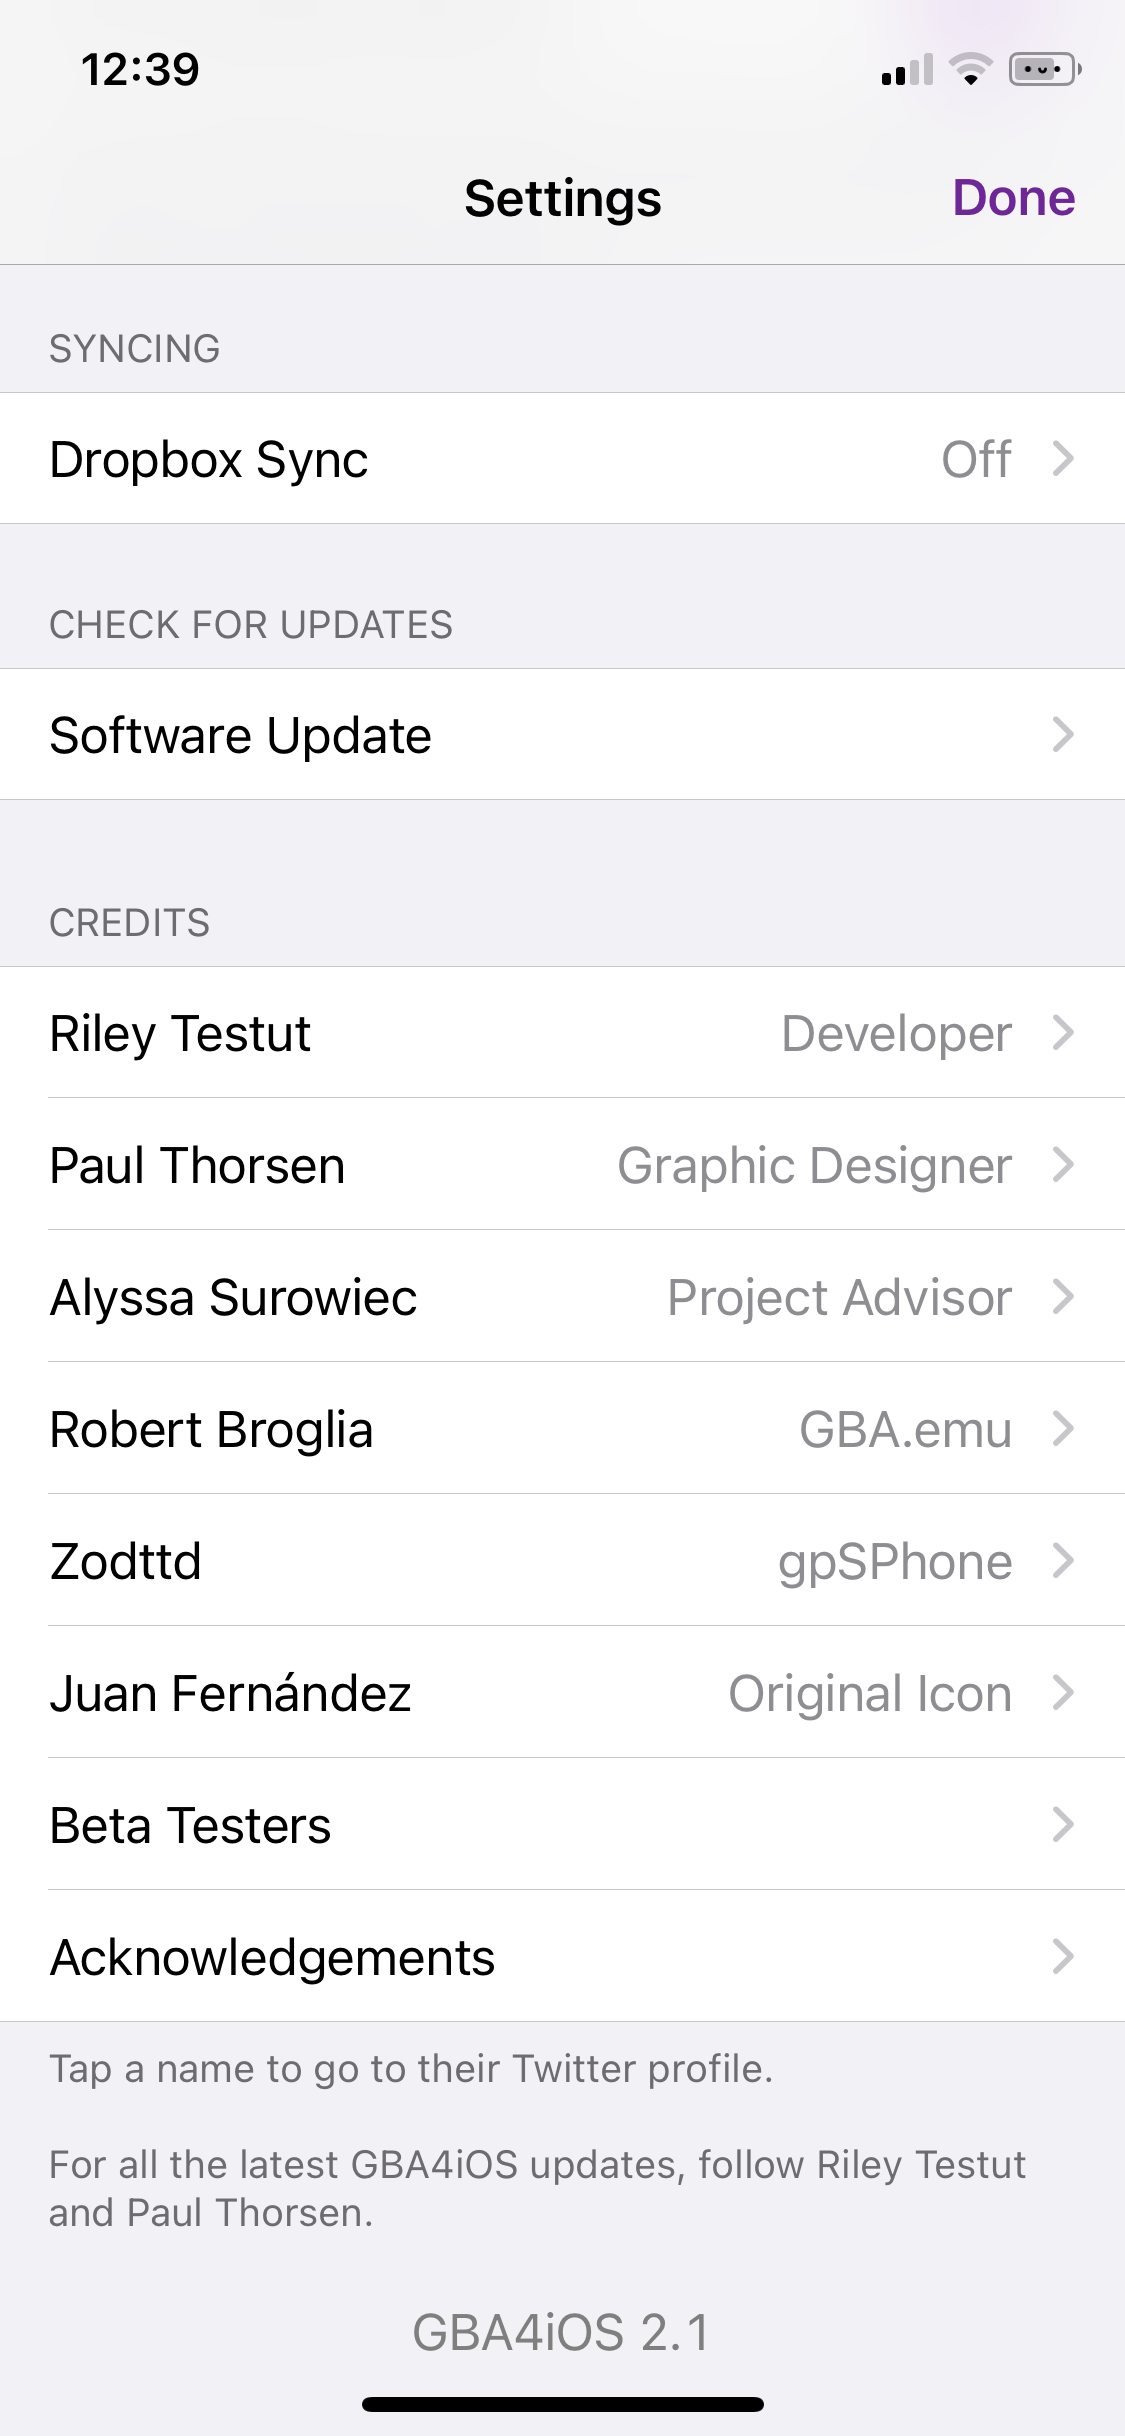 12:39
Settings
Done
SYNCING
Dropbox Sync
Off
CHECK FOR UPDATES
Software Update
CREDITS
Riley Testut
Developer
Paul Thorsen
Graphic Designer
Alyssa Surowiec
Project Advisor
Robert Broglia
GBA.emu
Zodttd
gpSPhone
Juan Fernández
Original Icon
Beta Testers
Acknowledgements
Tap a name to go to their Twitter profile.
For all the latest GBA4iOS updates, follow Riley Testut
and Paul Thorsen.
GBA4iOS 2.1